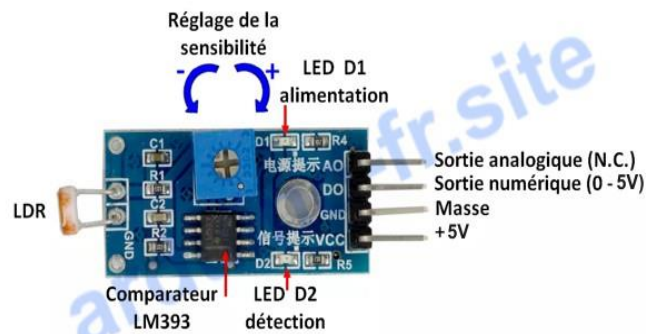 Réglage de la
sensibilité
- +
LED D1
alimentation
C1
R1
C2
R2
GND
D1
R4
电源提示
AO
DO
GND
信号提示
VCC
D2
R5
LDR
Sortie analogique (N.C.)
Sortie numérique (0 - 5V)
Masse
+5V
Comparateur
LM393
LED D2
détection
fr.site